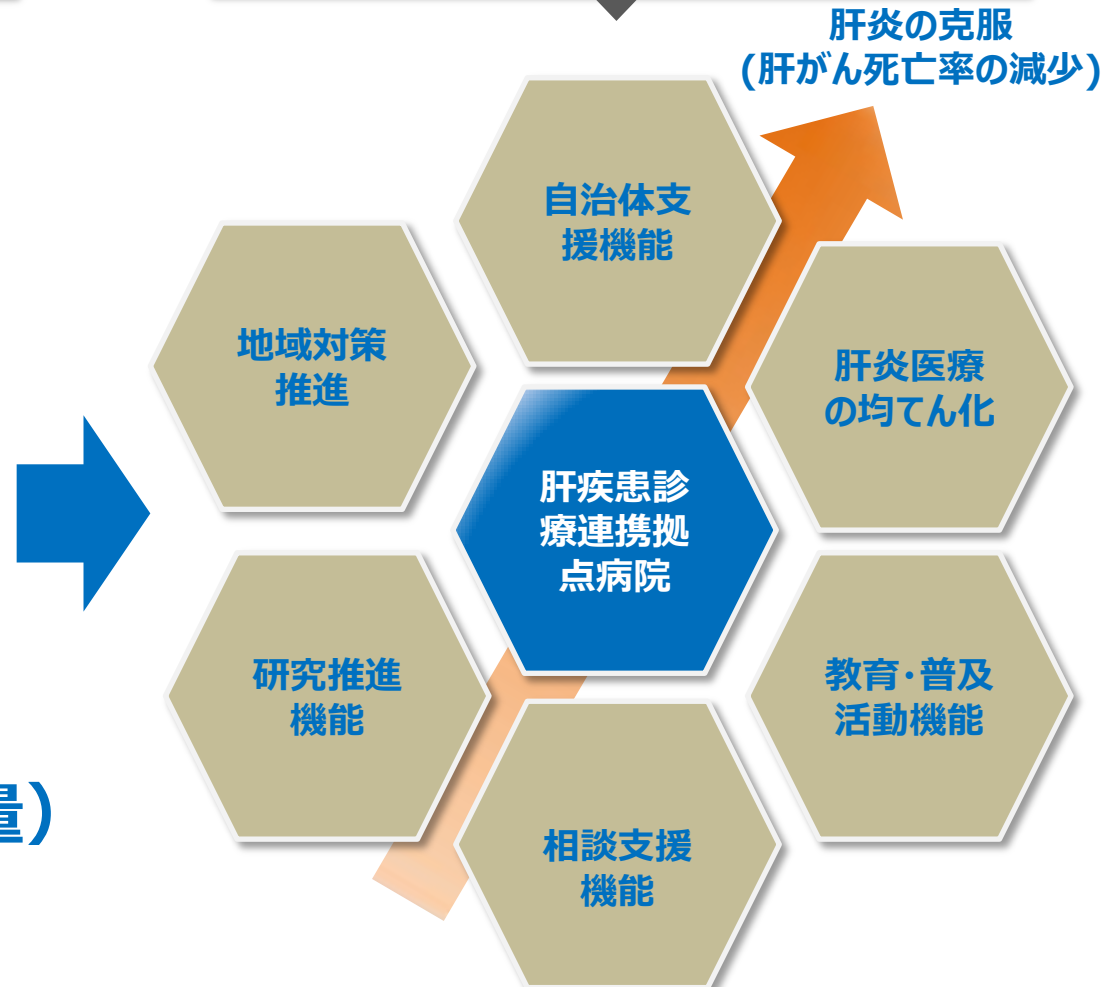 肝炎の克服
(肝がん死亡率の減少)
自治体支
援機能
地域対策
推進
肝炎医療
の均てん化
肝疾患診
療連携拠
点病院
研究推進
機能
教育・普及
活動機能
量)
相談支援
機能